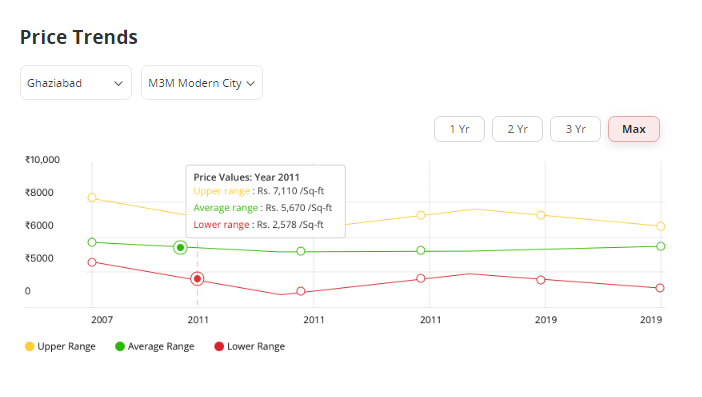 Price Trends
Ghaziabad
M3M Modern City
1 Yr
2 Yr
3 Yr
Max
₹10,000
₹8000
₹6000
₹5000
0
Price Values: Year 2011
Upper range : Rs. 7,110 /Sq-ft
Average range : Rs. 5,670 /Sq-ft
Lower range : Rs. 2,578 /Sq-ft
2007
2011
2011
2011
2019
2019
Upper Range
Average Range
Lower Range